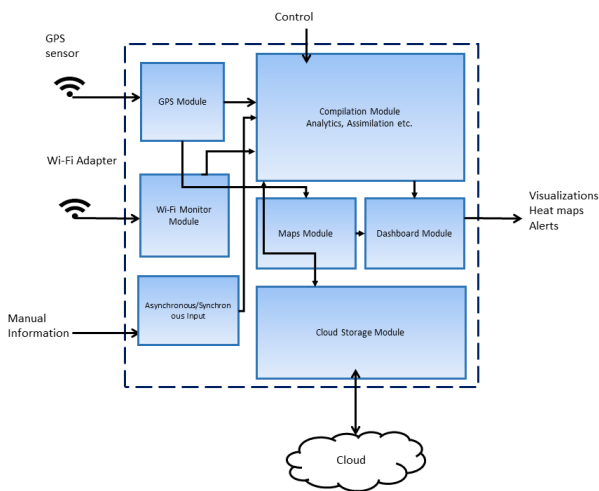 Control
GPS
sensor
GPS Module
Compilation Module
Analytics, Assimilation etc.
Wi-Fi Adapter
Wi-Fi Monitor
Module
Maps Module
Dashboard Module
Visualizations
Heat maps
Alerts
Asynchronous/Synchron
ous Input
Manual
Information
Cloud Storage Module
Cloud